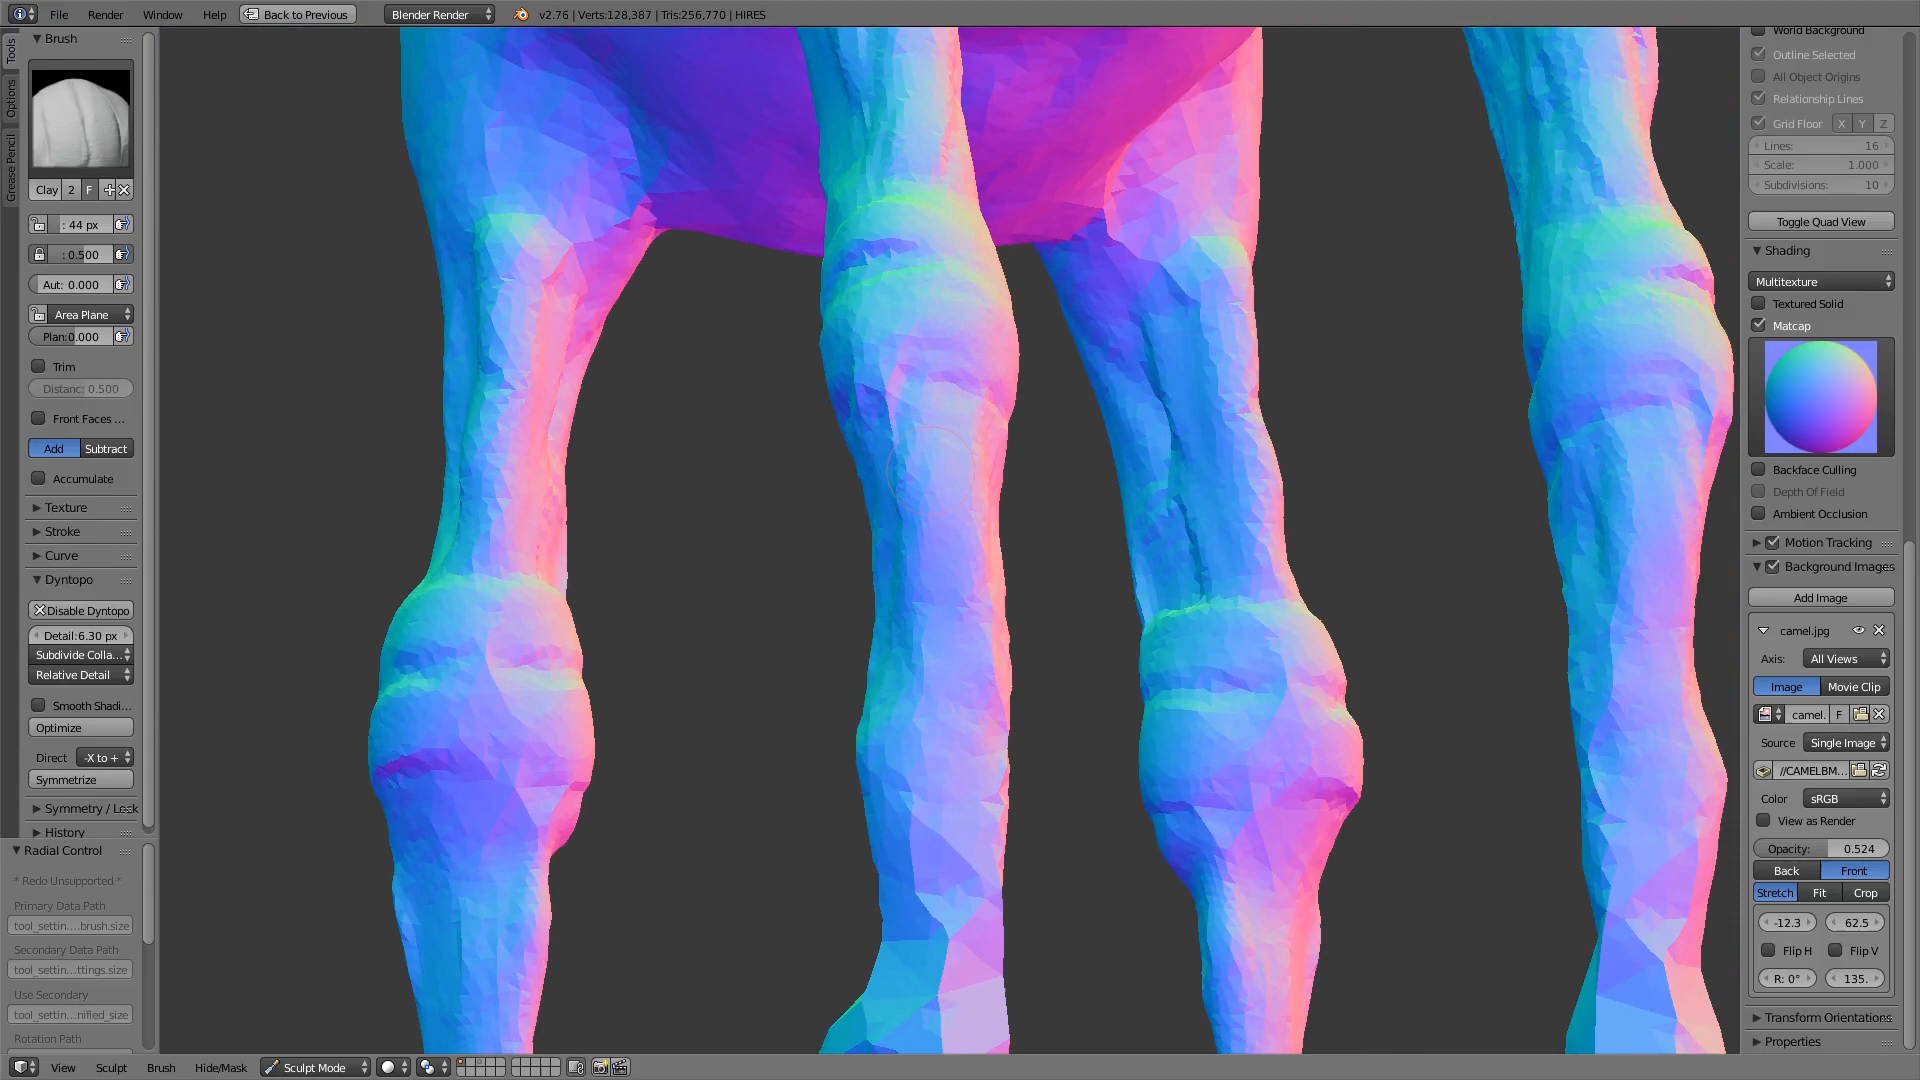 File Render Window Help Back to Previous Blender Render v2.76 | Verts:128,387 | Tris:256,770 | HIRES
Tools
Options
Grease Pencil
Brush
Clay 2 F
: 44 px
: 0.500
Aut: 0.000
Area Plane
Plan:0.000
Trim
Distanc: 0.500
Front Faces ...
Add Subtract
Accumulate
Texture
Stroke
Curve
Dyntopo
Disable Dyntopo
Detail:6.30 px
Subdivide Colla...
Relative Detail
Smooth Shadi...
Optimize
Direct -X to +
Symmetrize
Symmetry / Lock
History
Radial Control
* Redo Unsupported *
Primary Data Path
tool_settin....brush.size
Secondary Data Path
tool_settin...ttings.size
Use Secondary
tool_settin...nified_size
Rotation Path
World Background
Outline Selected
All Object Origins
Relationship Lines
Grid Floor X Y Z
Lines: 16
Scale: 1.000
Subdivisions: 10
Toggle Quad View
Shading
Multitexture
Textured Solid
Matcap
Backface Culling
Depth Of Field
Ambient Occlusion
Motion Tracking
Background Images
Add Image
camel.jpg
Axis: All Views
Image Movie Clip
camel. F
Source Single Image
//CAMELBM...
Color sRGB
View as Render
Opacity: 0.524
Back Front
Stretch Fit Crop
-12.3 62.5
Flip H Flip V
R: 0° 135.
Transform Orientations
Properties
View Sculpt Brush Hide/Mask Sculpt Mode